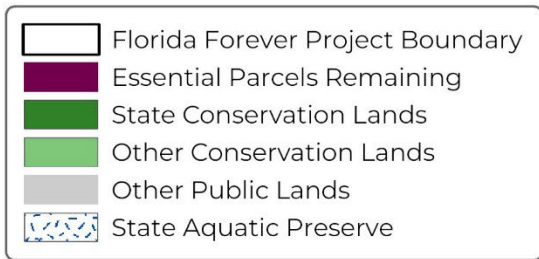 Florida Forever Project Boundary
Essential Parcels Remaining
State Conservation Lands
Other Conservation Lands
Other Public Lands
State Aquatic Preserve